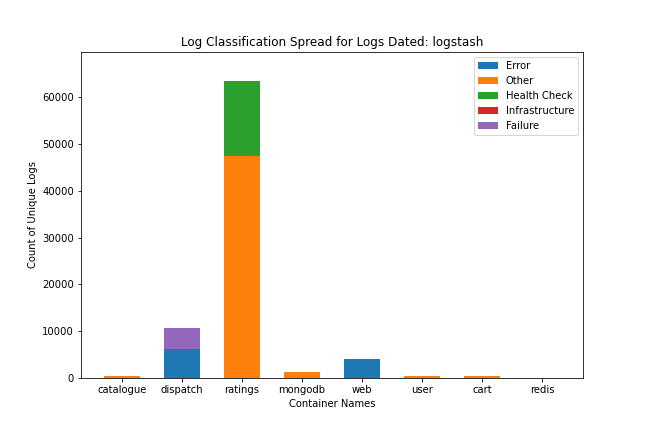 Log Classification Spread for Logs Dated: logstash
Error
Other
Health Check
Infrastructure
Failure
60000
50000
40000
30000
20000
10000
0
Count of Unique Logs
catalogue dispatch ratings mongodb web user cart redis
Container Names